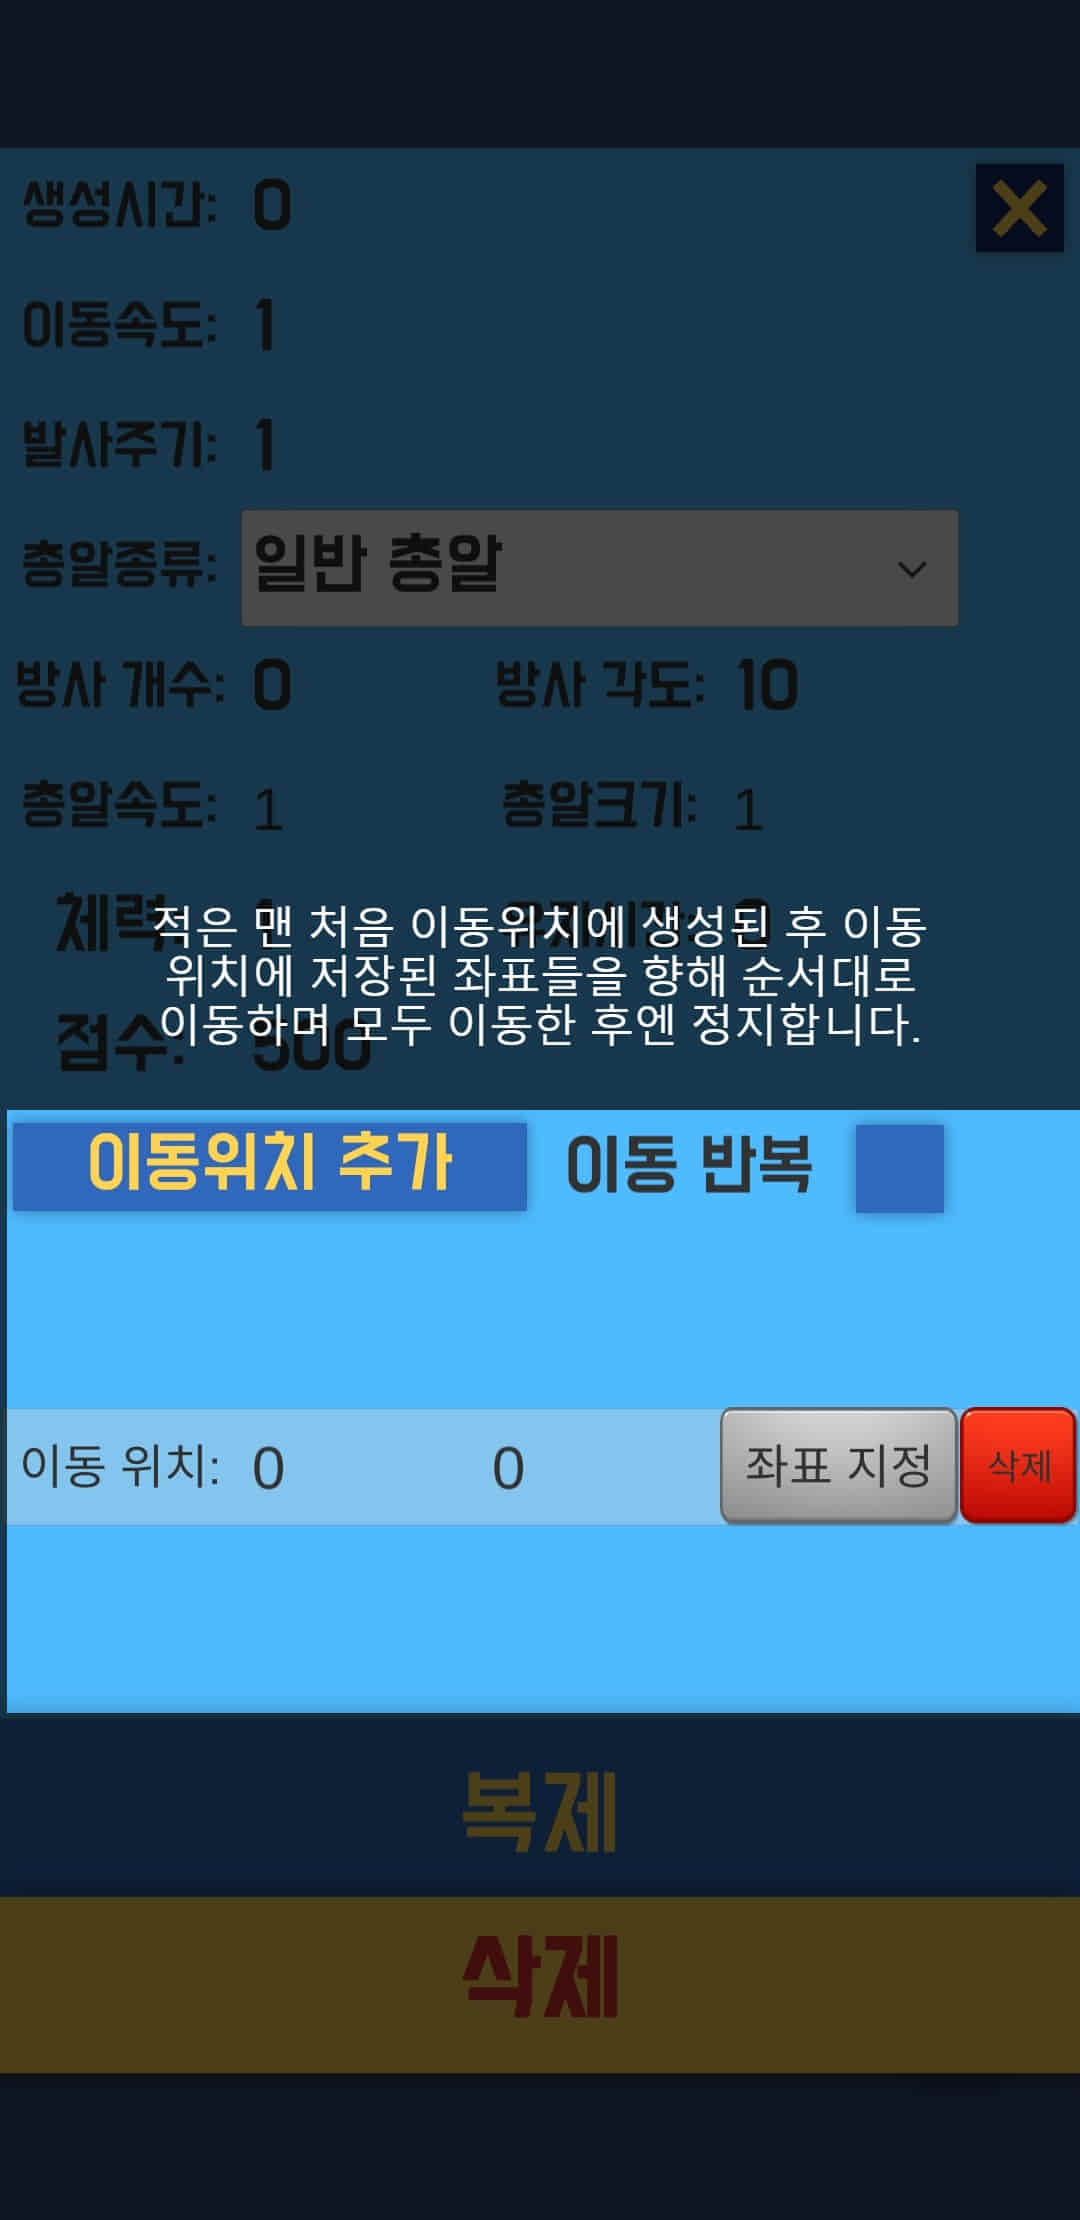 생성시간: 0
이동속도: 1
발사주기: 1
총알종류: 일반 총알
방사 개수: 0 방사 각도: 10
총알속도: 1 총알크기: 1
체력: 1 0
적은 맨 처음 이동위치에 생성된 후 이동
위치에 저장된 좌표들을 향해 순서대로
이동하며 모두 이동한 후엔 정지합니다.
점수: 500
이동위치 추가 이동 반복
이동 위치: 0 0 좌표 지정 삭제
복제
삭제